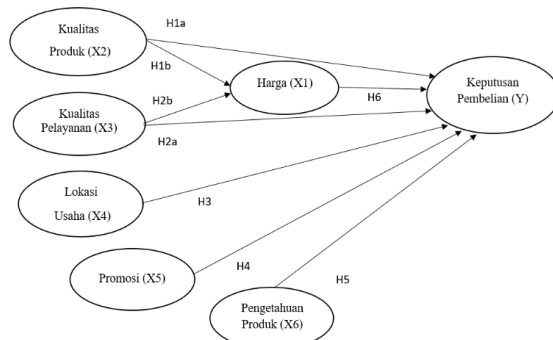 H1a
Kualitas
Produk (X2)
H1b
Harga (X1)
Keputusan
Pembelian (Y)
H2b
H6
Kualitas
Pelayanan (X3)
H2a
Lokasi
Usaha (X4)
H3
Promosi (X5)
H4
H5
Pengetahuan
Produk (X6)